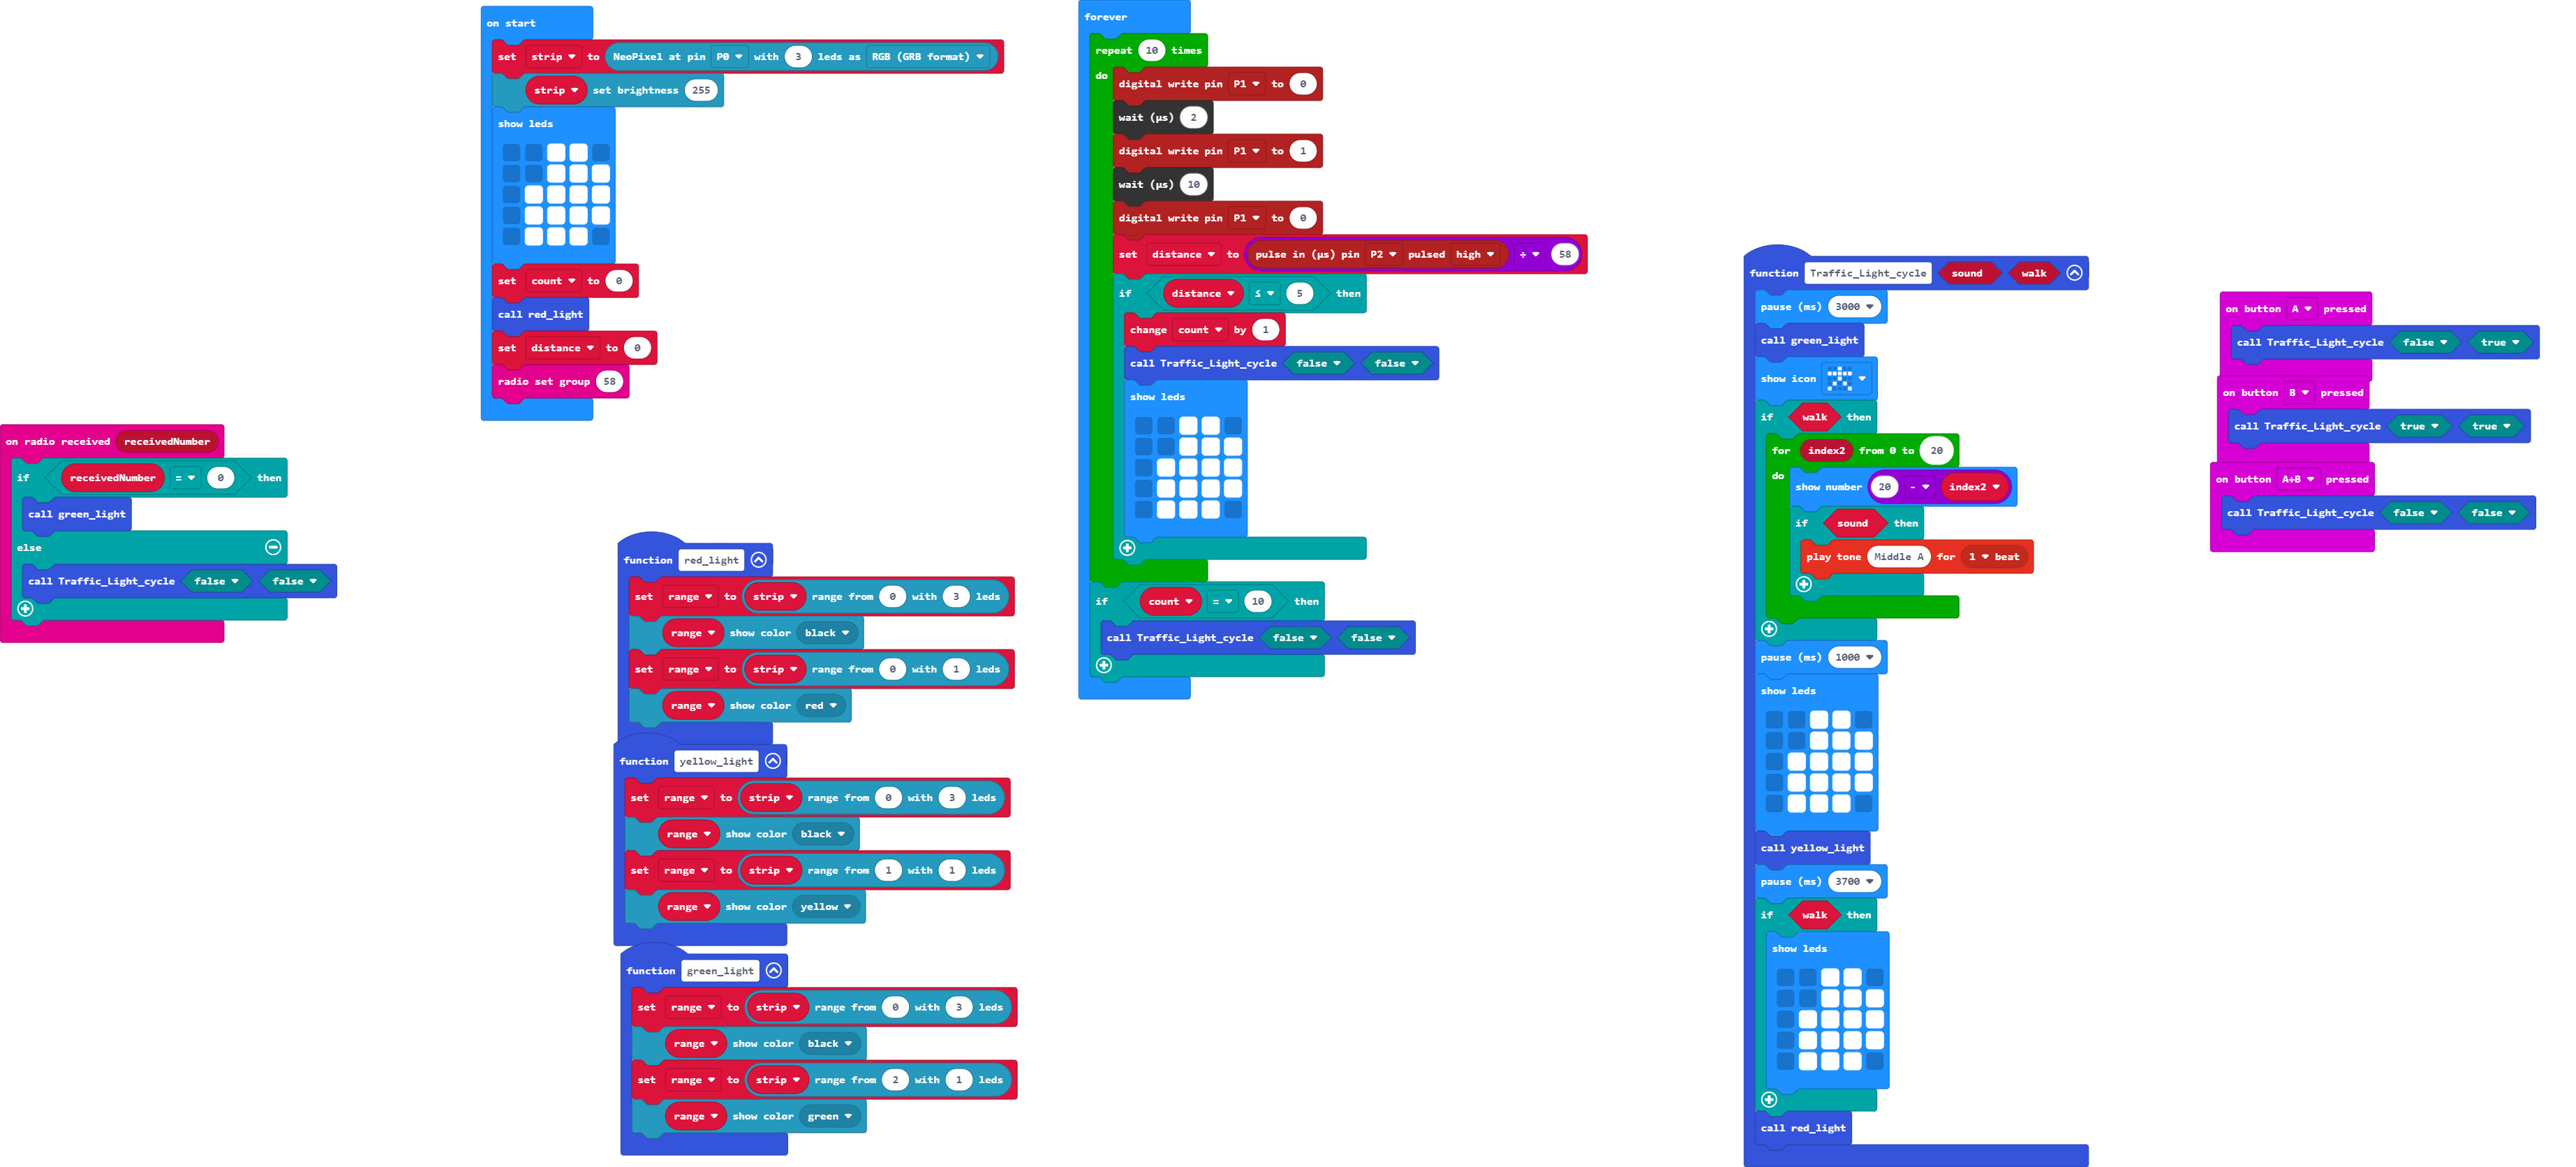 on start
set strip to NeoPixel at pin P0 with 3 leds as RGB (GRB format)
strip set brightness 255
show leds
set count to 0
call red_light
set distance to 0
radio set group 58
on radio received receivedNumber
if receivedNumber = 0 then
call green_light
else
call Traffic_Light_cycle false false
function red_light
set range to strip range from 0 with 3 leds
range show color black
set range to strip range from 0 with 1 leds
range show color red
function yellow_light
set range to strip range from 0 with 3 leds
range show color black
set range to strip range from 1 with 1 leds
range show color yellow
function green_light
set range to strip range from 0 with 3 leds
range show color black
set range to strip range from 2 with 1 leds
range show color green
forever
repeat 10 times
do
digital write pin P1 to 0
wait (µs) 2
digital write pin P1 to 1
wait (µs) 10
digital write pin P1 to 0
set distance to pulse in (µs) pin P2 pulsed high ÷ 58
if distance ≤ 5 then
change count by 1
call Traffic_Light_cycle false false
show leds
if count = 10 then
call Traffic_Light_cycle false false
function Traffic_Light_cycle sound walk
pause (ms) 3000
call green_light
show icon
if walk then
for index2 from 0 to 20
do
show number 20 - index2
if sound then
play tone Middle A for 1 beat
pause (ms) 1000
show leds
call yellow_light
pause (ms) 3700
if walk then
show leds
call red_light
on button A pressed
call Traffic_Light_cycle false true
on button B pressed
call Traffic_Light_cycle true true
on button A+B pressed
call Traffic_Light_cycle false false